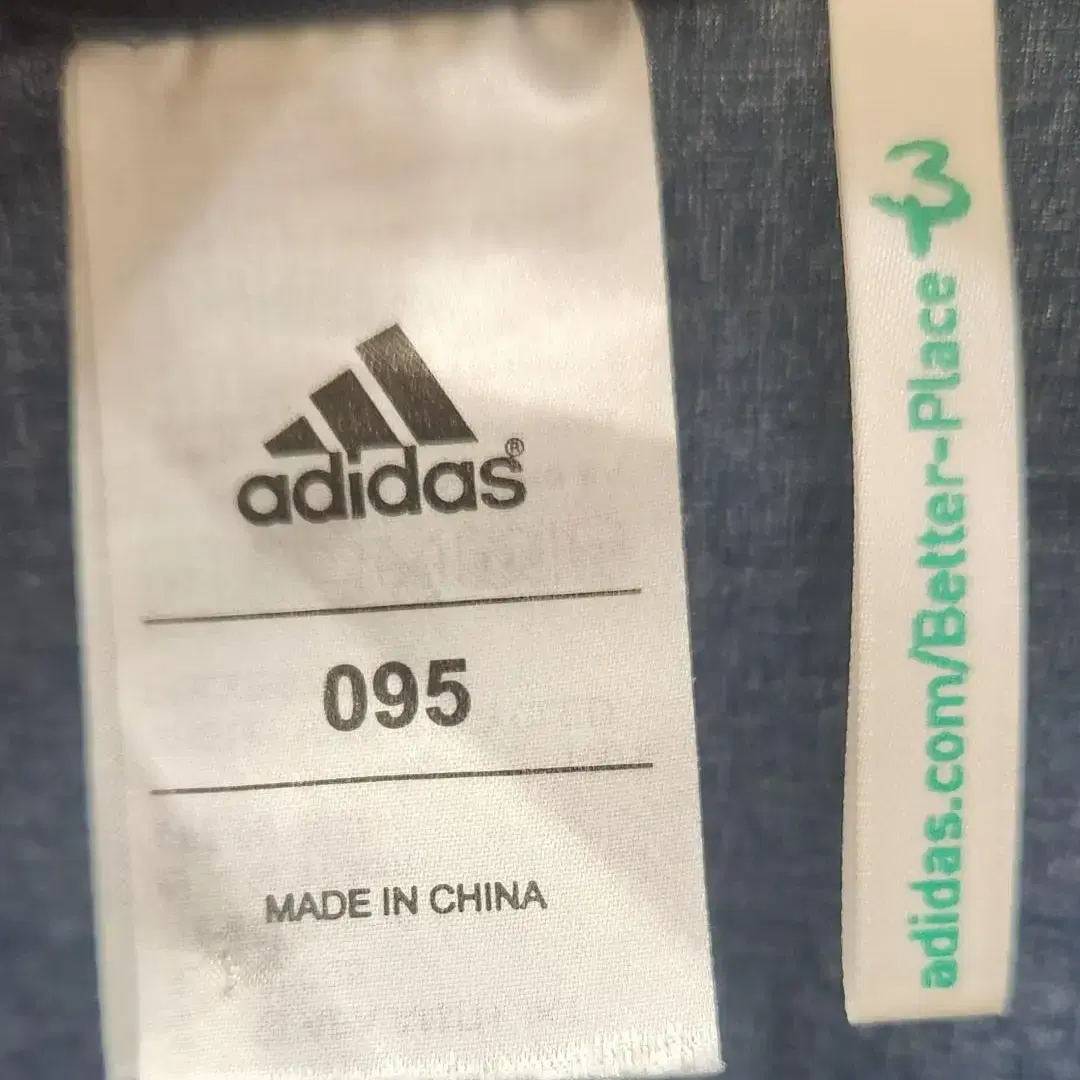 adidas®
095
MADE IN CHINA
adidas.com/Better-Place